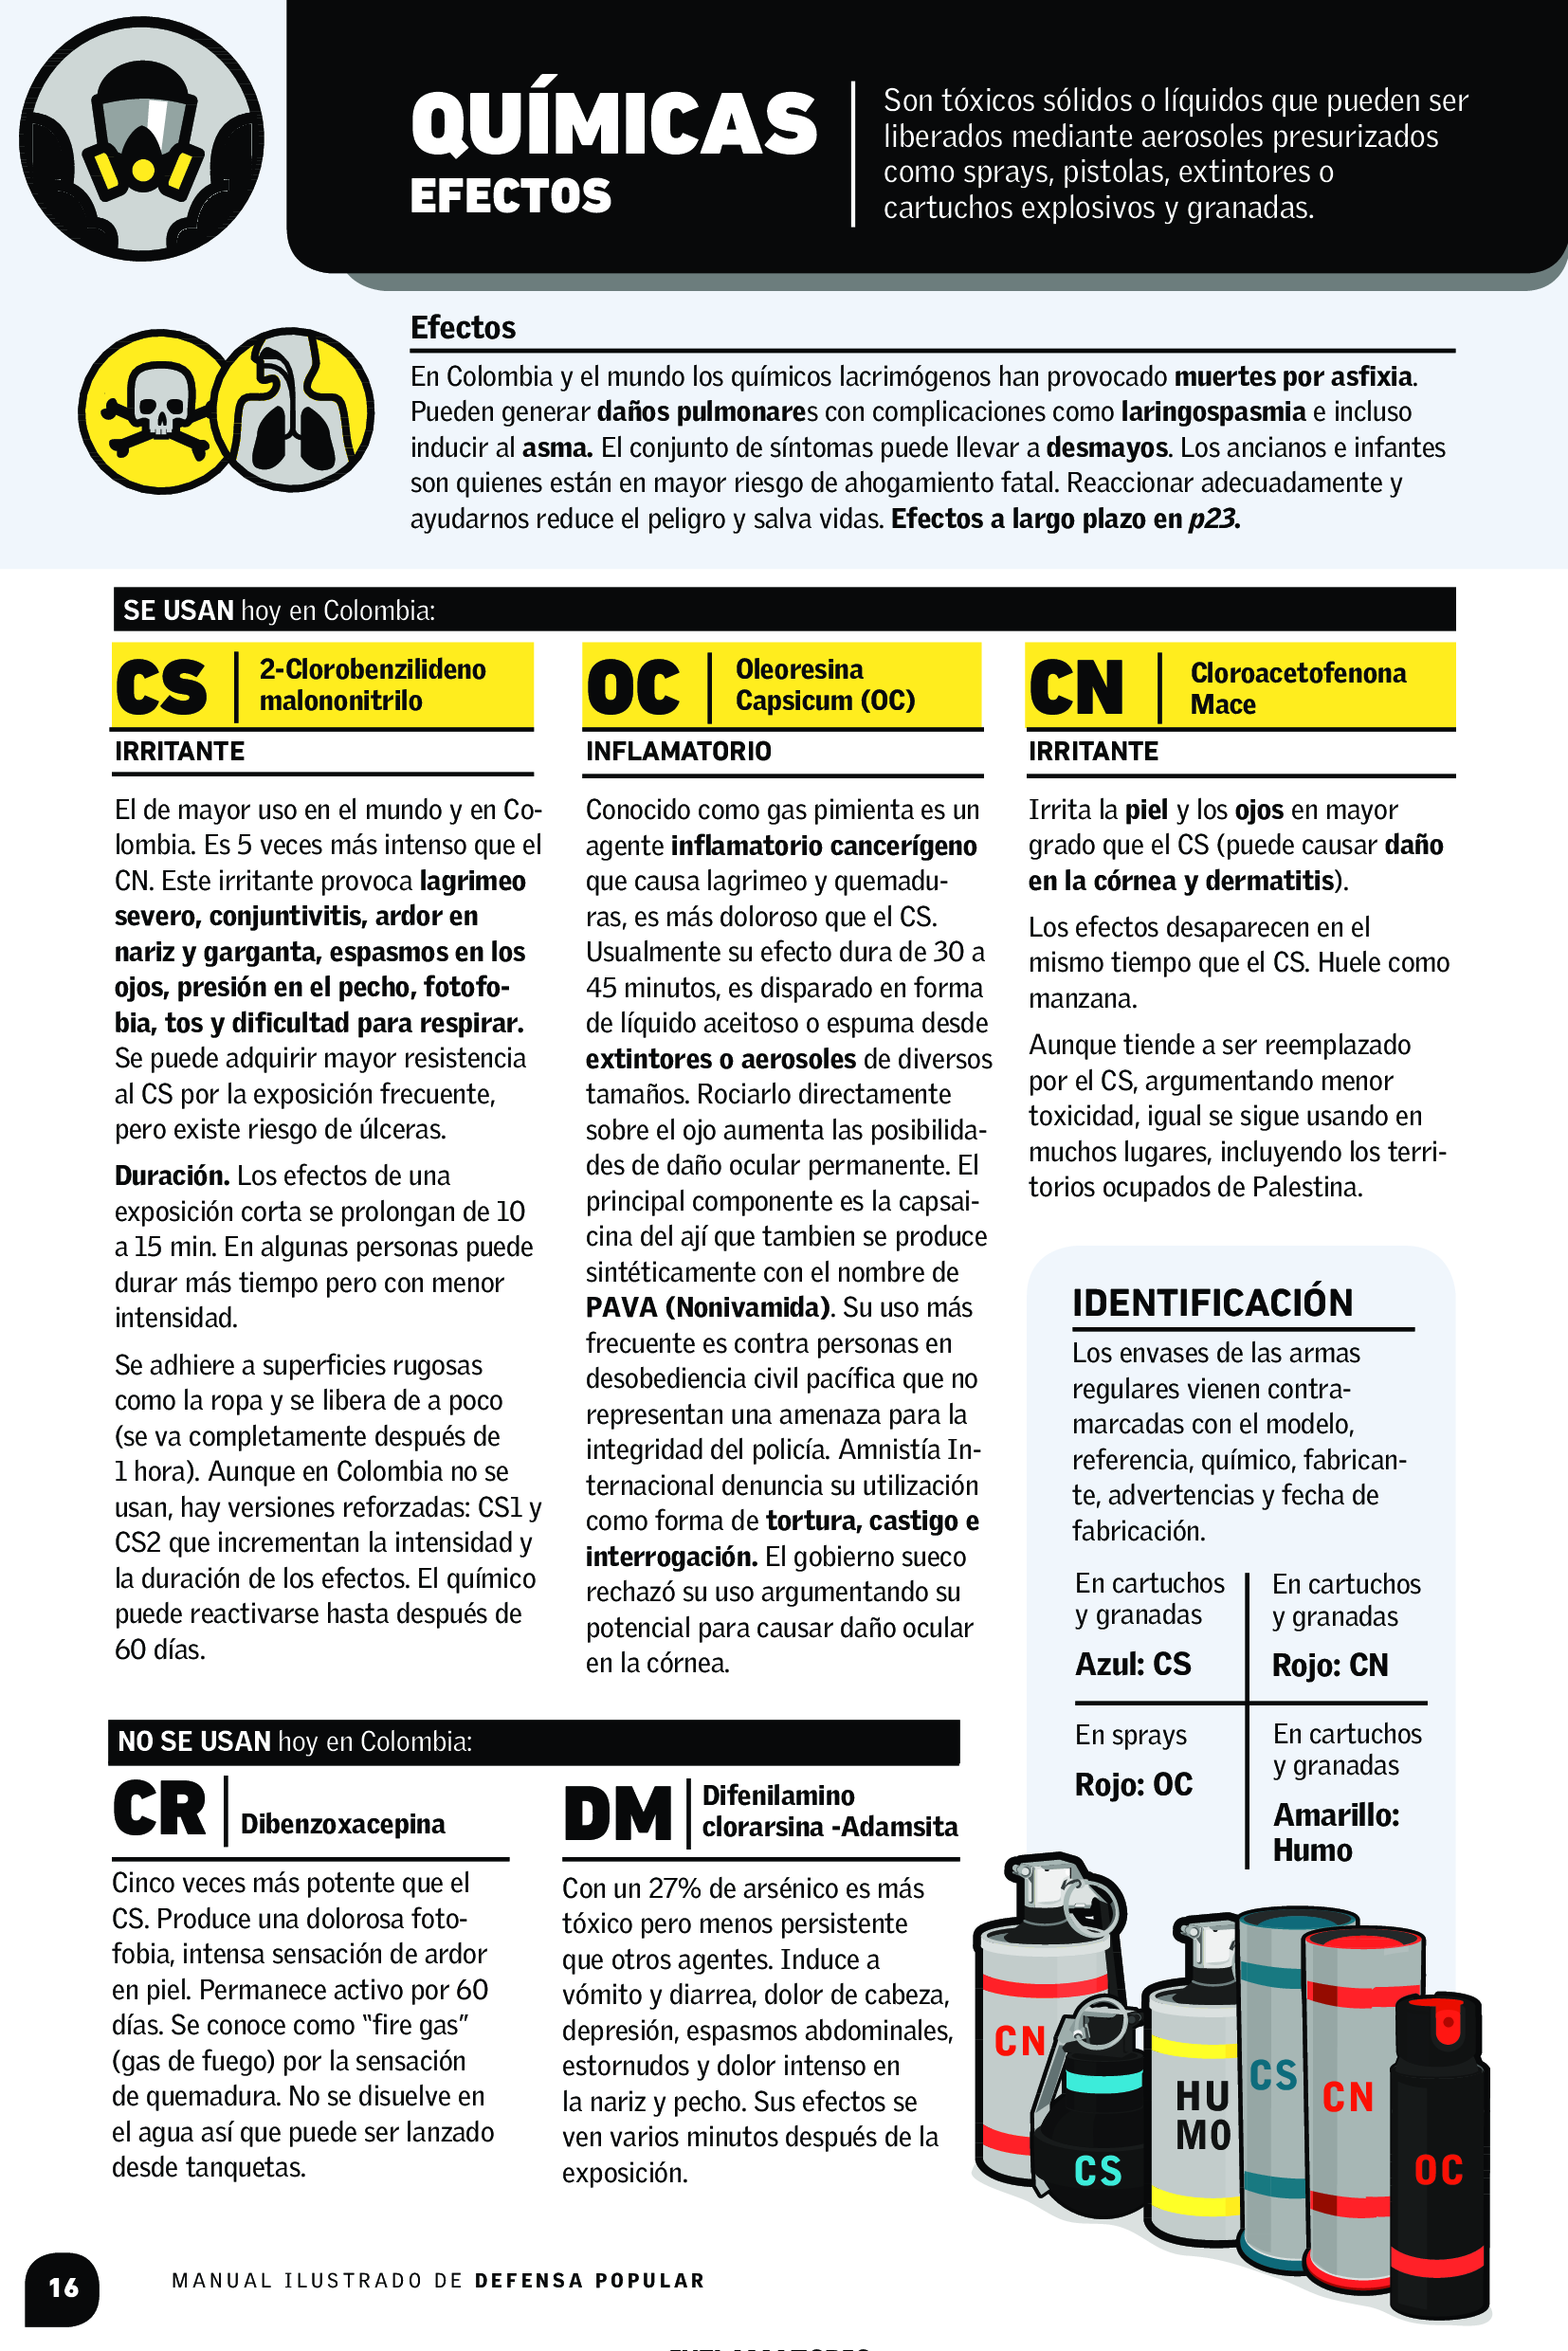 QUÍMICAS
EFECTOS
Son tóxicos sólidos o líquidos que pueden ser
liberados mediante aerosoles presurizados
como sprays, pistolas, extintores o
cartuchos explosivos y granadas.
Efectos
En Colombia y el mundo los químicos lacrimógenos han provocado muertes por asfixia.
Pueden generar daños pulmonares con complicaciones como laringospasmia e incluso
inducir al asma. El conjunto de síntomas puede llevar a desmayos. Los ancianos e infantes
son quienes están en mayor riesgo de ahogamiento fatal. Reaccionar adecuadamente y
ayudarnos reduce el peligro y salva vidas. Efectos a largo plazo en p23.
SE USAN hoy en Colombia:
CS
2-Clorobenzilideno
malononitrilo
IRRITANTE
El de mayor uso en el mundo y en Co-
lombia. Es 5 veces más intenso que el
CN. Este irritante provoca lagrimeo
severo, conjuntivitis, ardor en
nariz y garganta, espasmos en los
ojos, presión en el pecho, fotofo-
bia, tos y dificultad para respirar.
Se puede adquirir mayor resistencia
al CS por la exposición frecuente,
pero existe riesgo de úlceras.
Duración. Los efectos de una
exposición corta se prolongan de 10
a 15 min. En algunas personas puede
durar más tiempo pero con menor
intensidad.
Se adhiere a superficies rugosas
como la ropa y se libera de a poco
(se va completamente después de
1 hora). Aunque en Colombia no se
usan, hay versiones reforzadas: CS1 y
CS2 que incrementan la intensidad y
la duración de los efectos. El químico
puede reactivarse hasta después de
60 días.
OC
Oleoresina
Capsicum (OC)
INFLAMATORIO
Conocido como gas pimienta es un
agente inflamatorio cancerígeno
que causa lagrimeo y quemadu-
ras, es más doloroso que el CS.
Usualmente su efecto dura de 30 a
45 minutos, es disparado en forma
de líquido aceitoso o espuma desde
extintores o aerosoles de diversos
tamaños. Rociarlo directamente
sobre el ojo aumenta las posibilida-
des de daño ocular permanente. El
principal componente es la capsai-
cina del ají que tambien se produce
sintéticamente con el nombre de
PAVA (Nonivamida). Su uso más
frecuente es contra personas en
desobediencia civil pacífica que no
representan una amenaza para la
integridad del policía. Amnistía In-
ternacional denuncia su utilización
como forma de tortura, castigo e
interrogación. El gobierno sueco
rechazó su uso argumentando su
potencial para causar daño ocular
en la córnea.
CN
Cloroacetofenona
Mace
IRRITANTE
Irrita la piel y los ojos en mayor
grado que el CS (puede causar daño
en la córnea y dermatitis).
Los efectos desaparecen en el
mismo tiempo que el CS. Huele como
manzana.
Aunque tiende a ser reemplazado
por el CS, argumentando menor
toxicidad, igual se sigue usando en
muchos lugares, incluyendo los terri-
torios ocupados de Palestina.
IDENTIFICACIÓN
Los envases de las armas
regulares vienen contra-
marcadas con el modelo,
referencia, químico, fabrican-
te, advertencias y fecha de
fabricación.
En cartuchos
y granadas
Azul: CS
En cartuchos
y granadas
Rojo: CN
En sprays
Rojo: OC
En cartuchos
y granadas
Amarillo:
Humo
NO SE USAN hoy en Colombia:
CR
Dibenzoxacepina
Cinco veces más potente que el
CS. Produce una dolorosa foto-
fobia, intensa sensación de ardor
en piel. Permanece activo por 60
días. Se conoce como “fire gas”
(gas de fuego) por la sensación
de quemadura. No se disuelve en
el agua así que puede ser lanzado
desde tanquetas.
DM
Difenilamino
clorarsina -Adamsita
Con un 27% de arsénico es más
tóxico pero menos persistente
que otros agentes. Induce a
vómito y diarrea, dolor de cabeza,
depresión, espasmos abdominales,
estornudos y dolor intenso en
la nariz y pecho. Sus efectos se
ven varios minutos después de la
exposición.
CN
CS
HU
MO
CS
CN
OC
16
MANUAL ILUSTRADO DE DEFENSA POPULAR